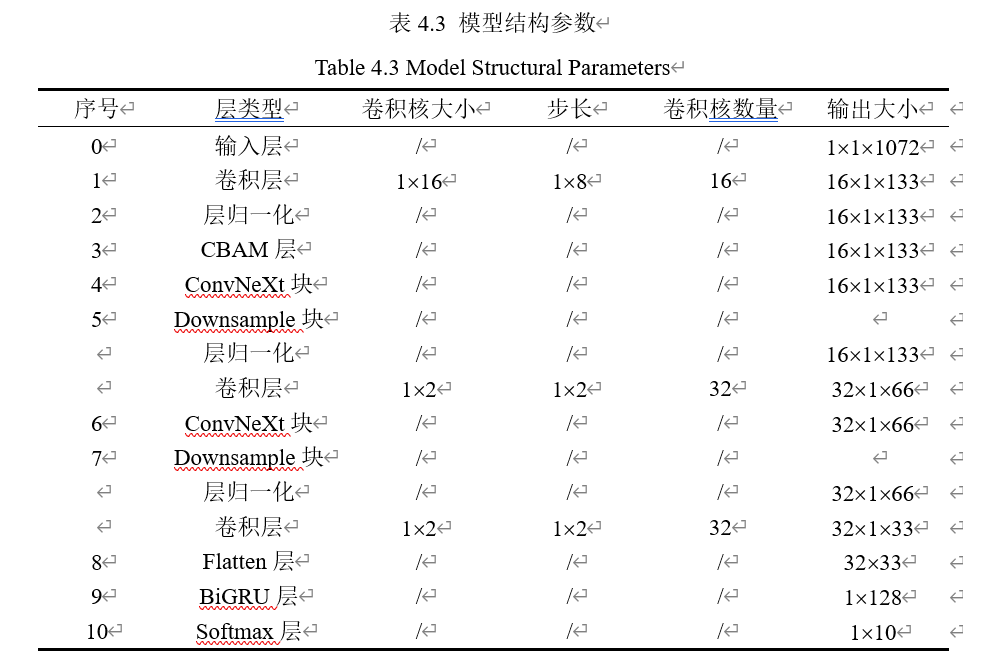 表 4.3 模型结构参数↵
Table 4.3 Model Structural Parameters↵
序号↵ 层类型↵ 卷积核大小↵ 步长↵ 卷积核数量↵ 输出大小↵ ↵
0↵ 输入层↵ /↵ /↵ /↵ 1×1×1072↵ ↵
1↵ 卷积层↵ 1×16↵ 1×8↵ 16↵ 16×1×133↵ ↵
2↵ 层归一化↵ /↵ /↵ /↵ 16×1×133↵ ↵
3↵ CBAM 层↵ /↵ /↵ /↵ 16×1×133↵ ↵
4↵ ConvNeXt 块↵ /↵ /↵ /↵ 16×1×133↵ ↵
5↵ Downsample 块↵ /↵ /↵ /↵ ↵ ↵
↵ 层归一化↵ /↵ /↵ /↵ 16×1×133↵ ↵
↵ 卷积层↵ 1×2↵ 1×2↵ 32↵ 32×1×66↵ ↵
6↵ ConvNeXt 块↵ /↵ /↵ /↵ 32×1×66↵ ↵
7↵ Downsample 块↵ /↵ /↵ /↵ ↵ ↵
↵ 层归一化↵ /↵ /↵ /↵ 32×1×66↵ ↵
↵ 卷积层↵ 1×2↵ 1×2↵ 32↵ 32×1×33↵ ↵
8↵ Flatten 层↵ /↵ /↵ /↵ 32×33↵ ↵
9↵ BiGRU 层↵ /↵ /↵ /↵ 1×128↵ ↵
10↵ Softmax 层↵ /↵ /↵ /↵ 1×10↵ ↵